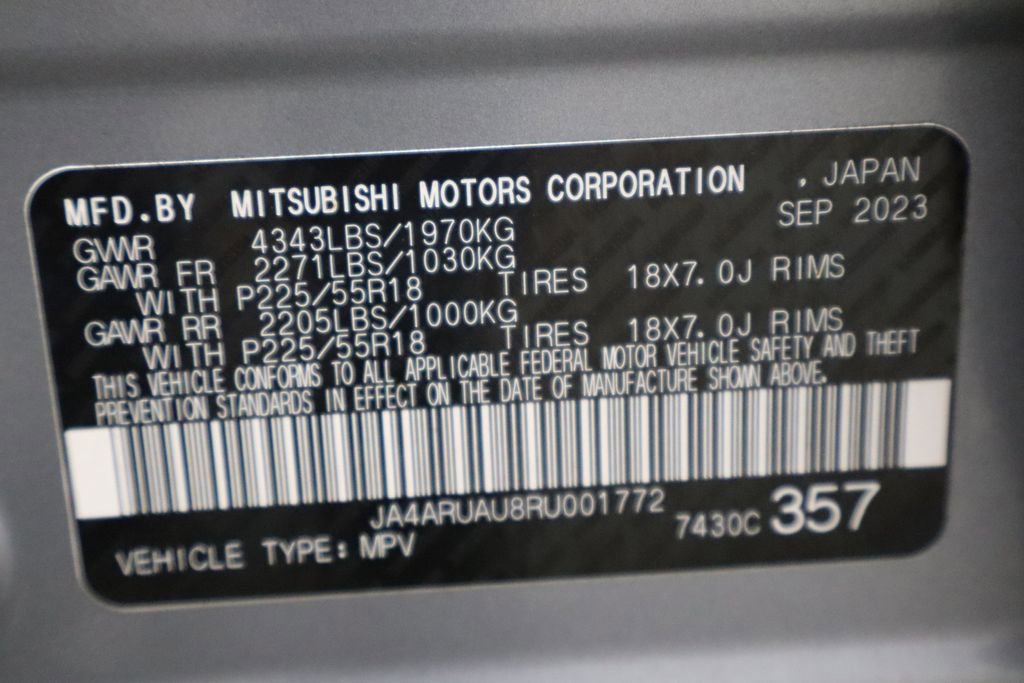 MFD.BY MITSUBISHI MOTORS CORPORATION , JAPAN
SEP 2023
GVWR 4343LBS/1970KG
GAWR FR 2271LBS/1030KG
WITH P225/55R18 TIRES 18X7.0J RIMS
GAWR RR 2205LBS/1000KG
WITH P225/55R18 TIRES 18X7.0J RIMS
THIS VEHICLE CONFORMS TO ALL APPLICABLE FEDERAL MOTOR VEHICLE SAFETY AND THEFT
PREVENTION STANDARDS IN EFFECT ON THE DATE OF MANUFACTURE SHOWN ABOVE.
JA4ARUAU8RU001772
7430C 357
VEHICLE TYPE: MPV